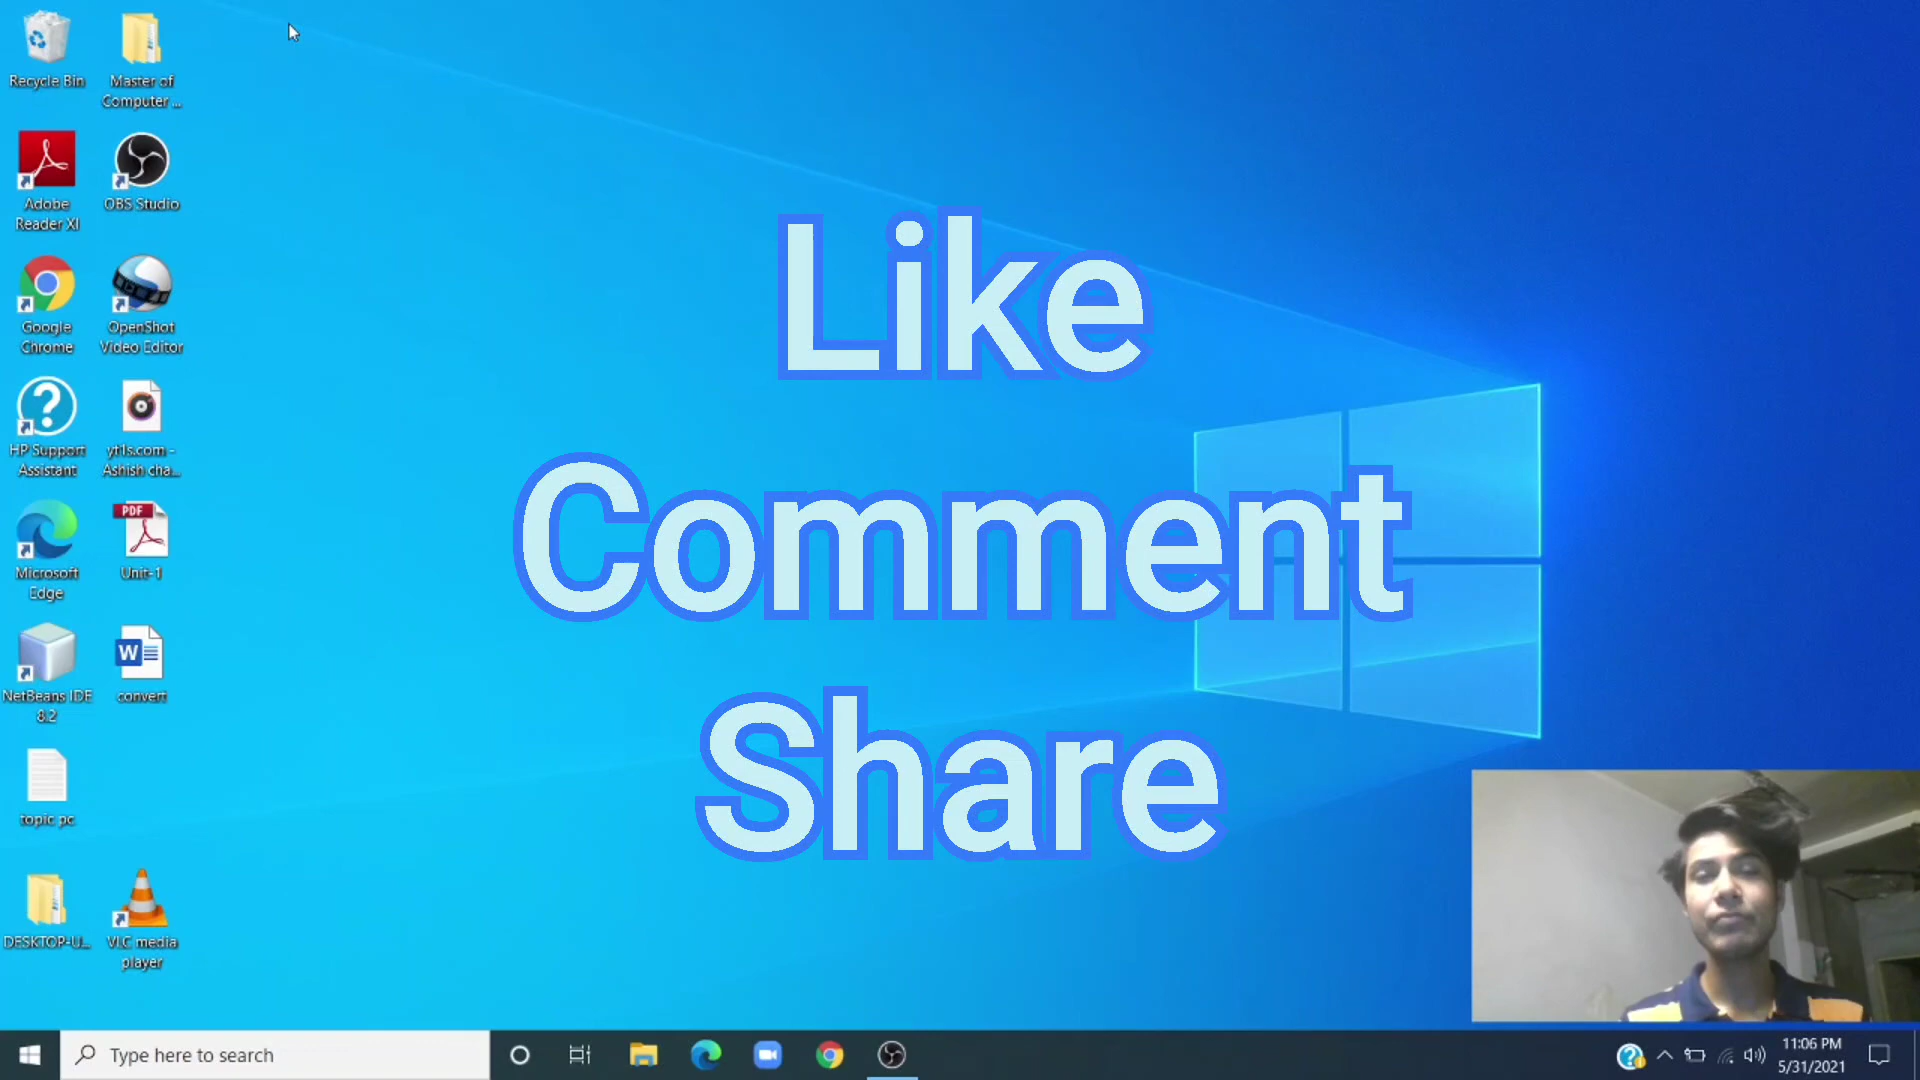 Recycle Bin
Master of
Computer ...
Adobe
Reader XI
OBS Studio
Google
Chrome
OpenShot
Video Editor
HP Support
Assistant
yt1s.com -
Ashish cha...
Microsoft
Edge
PDF
Unit-1
NetBeans IDE
8.2
W
convert
topic pc
DESKTOP-U...
VLC media
player
Like
Comment
Share
Type here to search
11:06 PM
5/31/2021